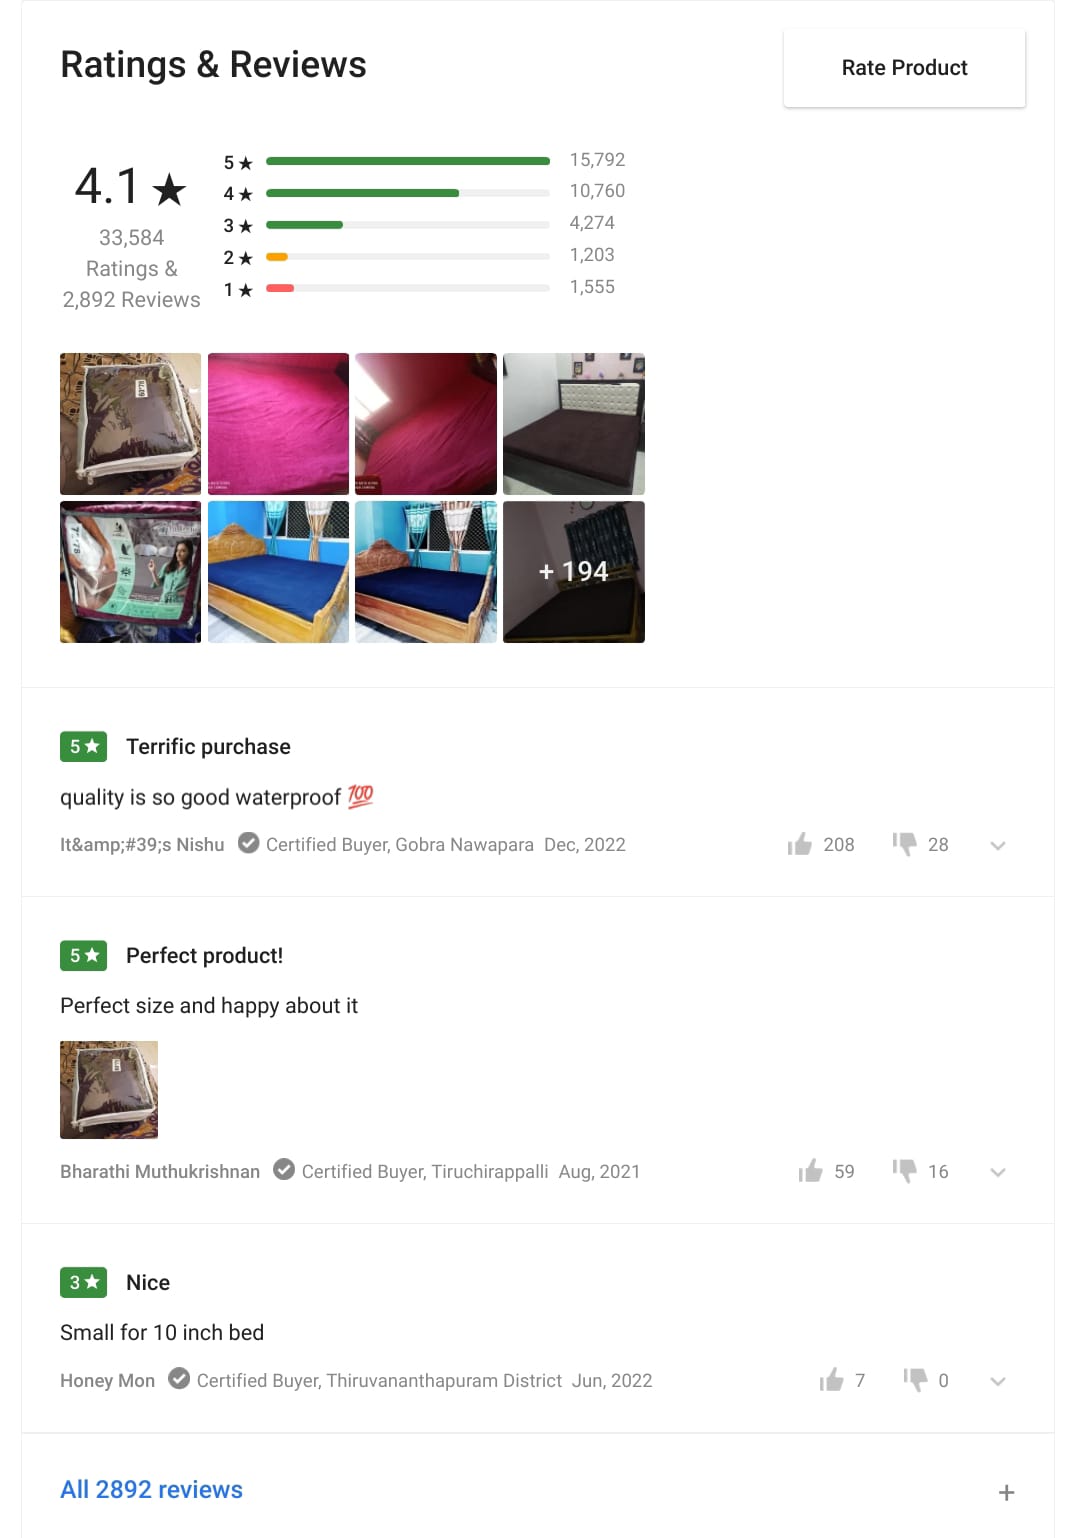 Ratings & Reviews
Rate Product
4.1 ★
33,584
Ratings &
2,892 Reviews
5 ★ 15,792
4 ★ 10,760
3 ★ 4,274
2 ★ 1,203
1 ★ 1,555
+ 194
5 ★ Terrific purchase
quality is so good waterproof 💯
It&amp;#39;s Nishu Certified Buyer, Gobra Nawapara Dec, 2022 208 28
5 ★ Perfect product!
Perfect size and happy about it
Bharathi Muthukrishnan Certified Buyer, Tiruchirappalli Aug, 2021 59 16
3 ★ Nice
Small for 10 inch bed
Honey Mon Certified Buyer, Thiruvananthapuram District Jun, 2022 7 0
All 2892 reviews +